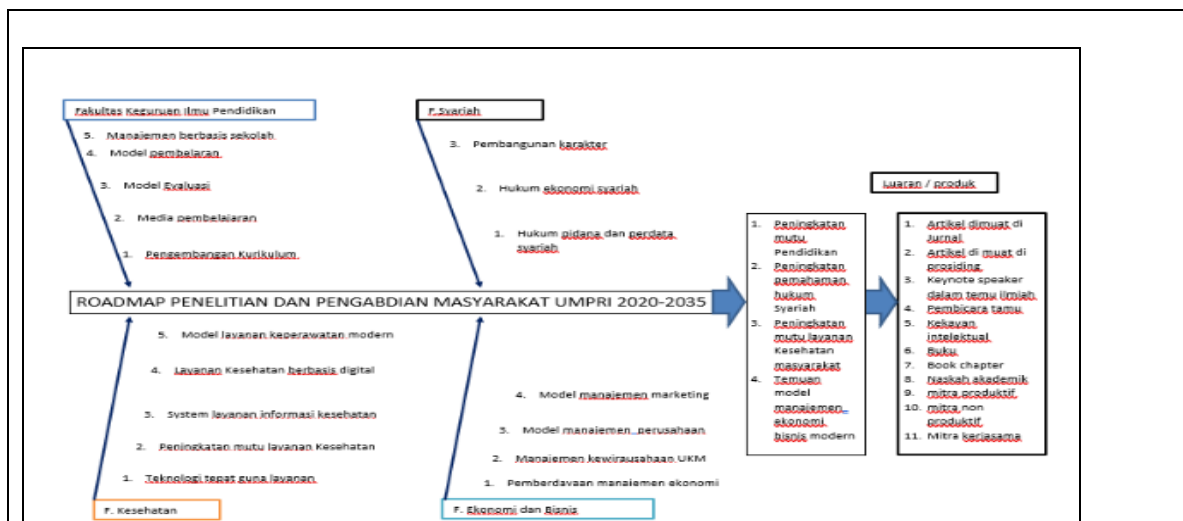 Fakultas Keguruan Ilmu Pendidikan
5. Manajemen berbasis sekolah
4. Model pembelaran
3. Model Evaluasi
2. Media pembelajaran
1. Pengembangan Kurikulum
F.Syariah
3. Pembangunan karakter
2. Hukum ekonomi syariah
1. Hukum pidana dan perdata
syariah
ROADMAP PENELITIAN DAN PENGABDIAN MASYARAKAT UMPRI 2020-2035
5. Model layanan keperawatan modern
4. Layanan Kesehatan berbasis digital
3. System layanan informasi kesehatan
2. Peningkatan mutu layanan Kesehatan
1. Teknologi tepat guna layanan
F. Kesehatan
4. Model manajemen marketing
3. Model manajemen perusahaan
2. Manajemen kewirausahaan UKM
1. Pemberdayaan manajemen ekonomi
F. Ekonomi dan Bisnis
1. Peningkatan
mutu
Pendidikan
2. Peningkatan
pemahaman
hukum
Syariah
3. Peningkatan
mutu layanan
Kesehatan
masyarakat
4. Temuan
model
manajemen
ekonomi
bisnis modern
Luaran / produk
1. Artikel dimuat di
Jurnal
2. Artikel di muat di
prosiding
3. Keynote speaker
dalam temu ilmiah
4. Pembicara tamu
5. Kekayan
intelektual
6. Buku
7. Book chapter
8. Naskah akademik
9. mitra produktif
10. mitra non
produktif
11. Mitra kerjasama